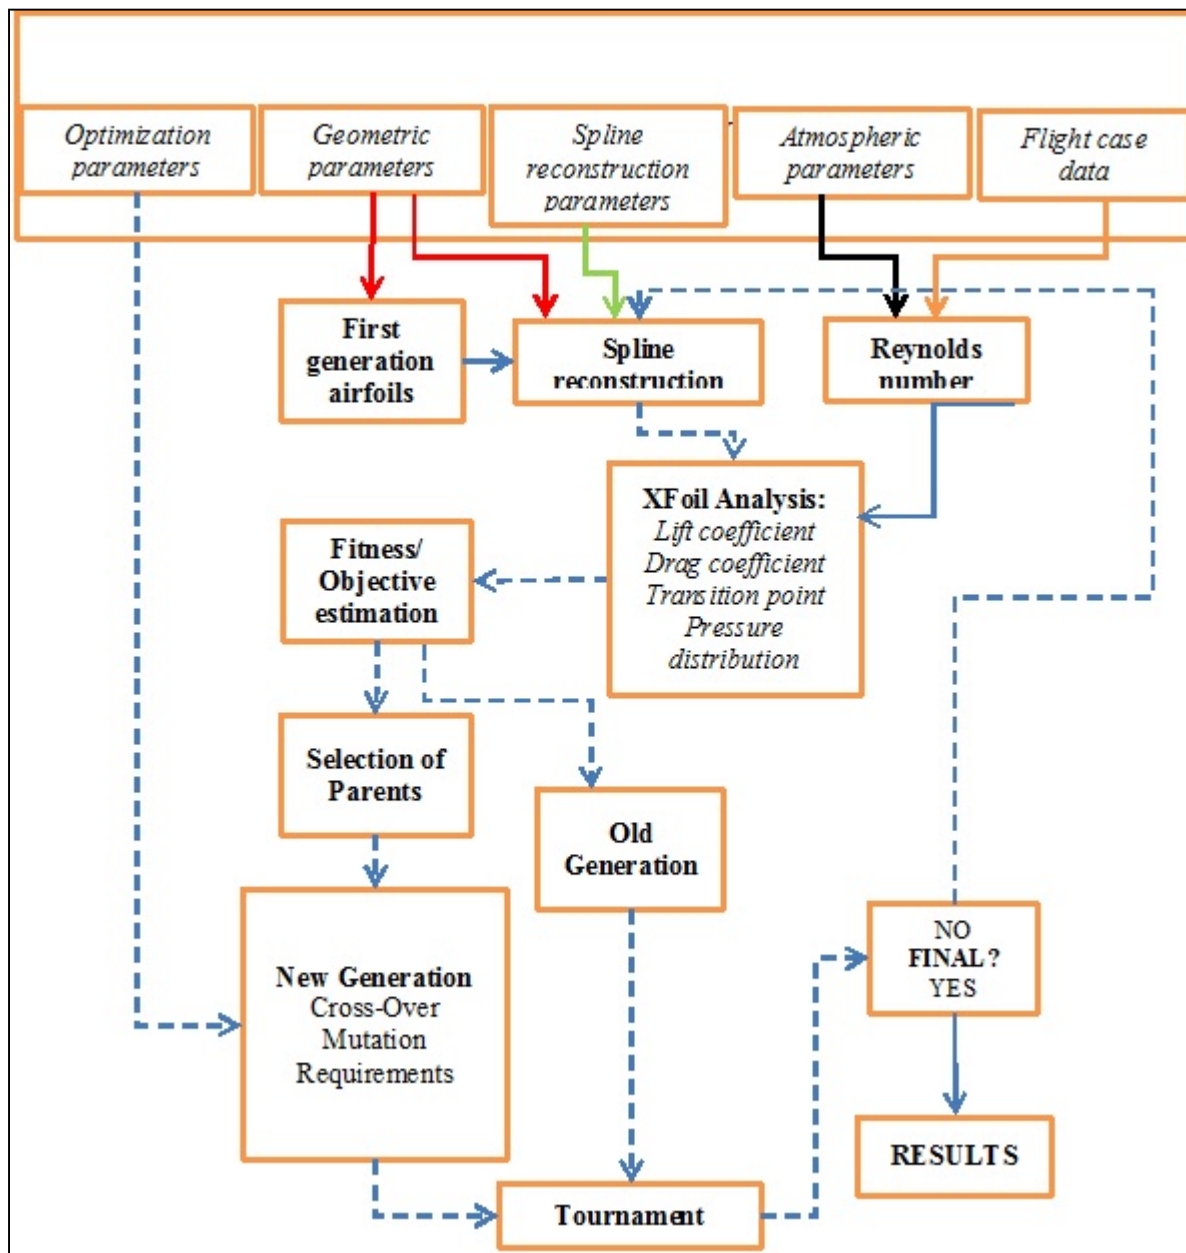 Optimization
parameters
Geometric
parameters
Spline
reconstruction
parameters
Atmospheric
parameters
Flight case
data
First
generation
airfoils
Spline
reconstruction
Reynolds
number
XFoil Analysis:
Lift coefficient
Drag coefficient
Transition point
Pressure
distribution
Fitness/
Objective
estimation
Selection of
Parents
Old
Generation
New Generation
Cross-Over
Mutation
Requirements
NO
FINAL?
YES
RESULTS
Tournament